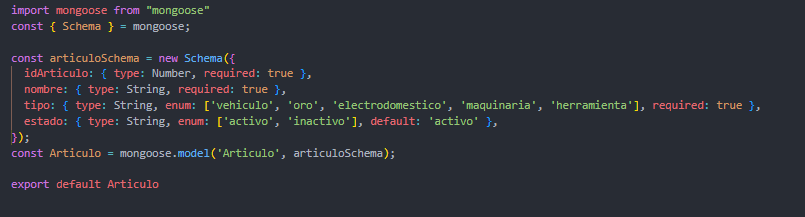 import mongoose from "mongoose"
const { Schema } = mongoose;
const articuloSchema = new Schema({
idArticulo: { type: Number, required: true },
nombre: { type: String, required: true },
tipo: { type: String, enum: ['vehiculo', 'oro', 'electrodomestico', 'maquinaria', 'herramienta'], required: true },
estado: { type: String, enum: ['activo', 'inactivo'], default: 'activo' },
});
const Articulo = mongoose.model('Articulo', articuloSchema);
export default Articulo